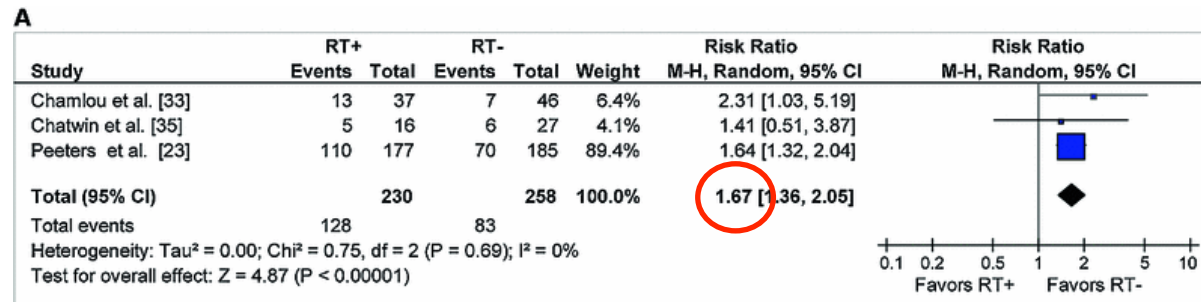 A
RT+ RT- Risk Ratio Risk Ratio
Study Events Total Events Total Weight M-H, Random, 95% CI M-H, Random, 95% CI
Chamlou et al. [33] 13 37 7 46 6.4% 2.31 [1.03, 5.19]
Chatwin et al. [35] 5 16 6 27 4.1% 1.41 [0.51, 3.87]
Peeters et al. [23] 110 177 70 185 89.4% 1.64 [1.32, 2.04]
Total (95% CI) 230 258 100.0% 1.67 [1.36, 2.05]
Total events 128 83
Heterogeneity: Tau² = 0.00; Chi² = 0.75, df = 2 (P = 0.69); I² = 0%
Test for overall effect: Z = 4.87 (P < 0.00001)
0.1 0.2 0.5 1 2 5 10
Favors RT+ Favors RT-